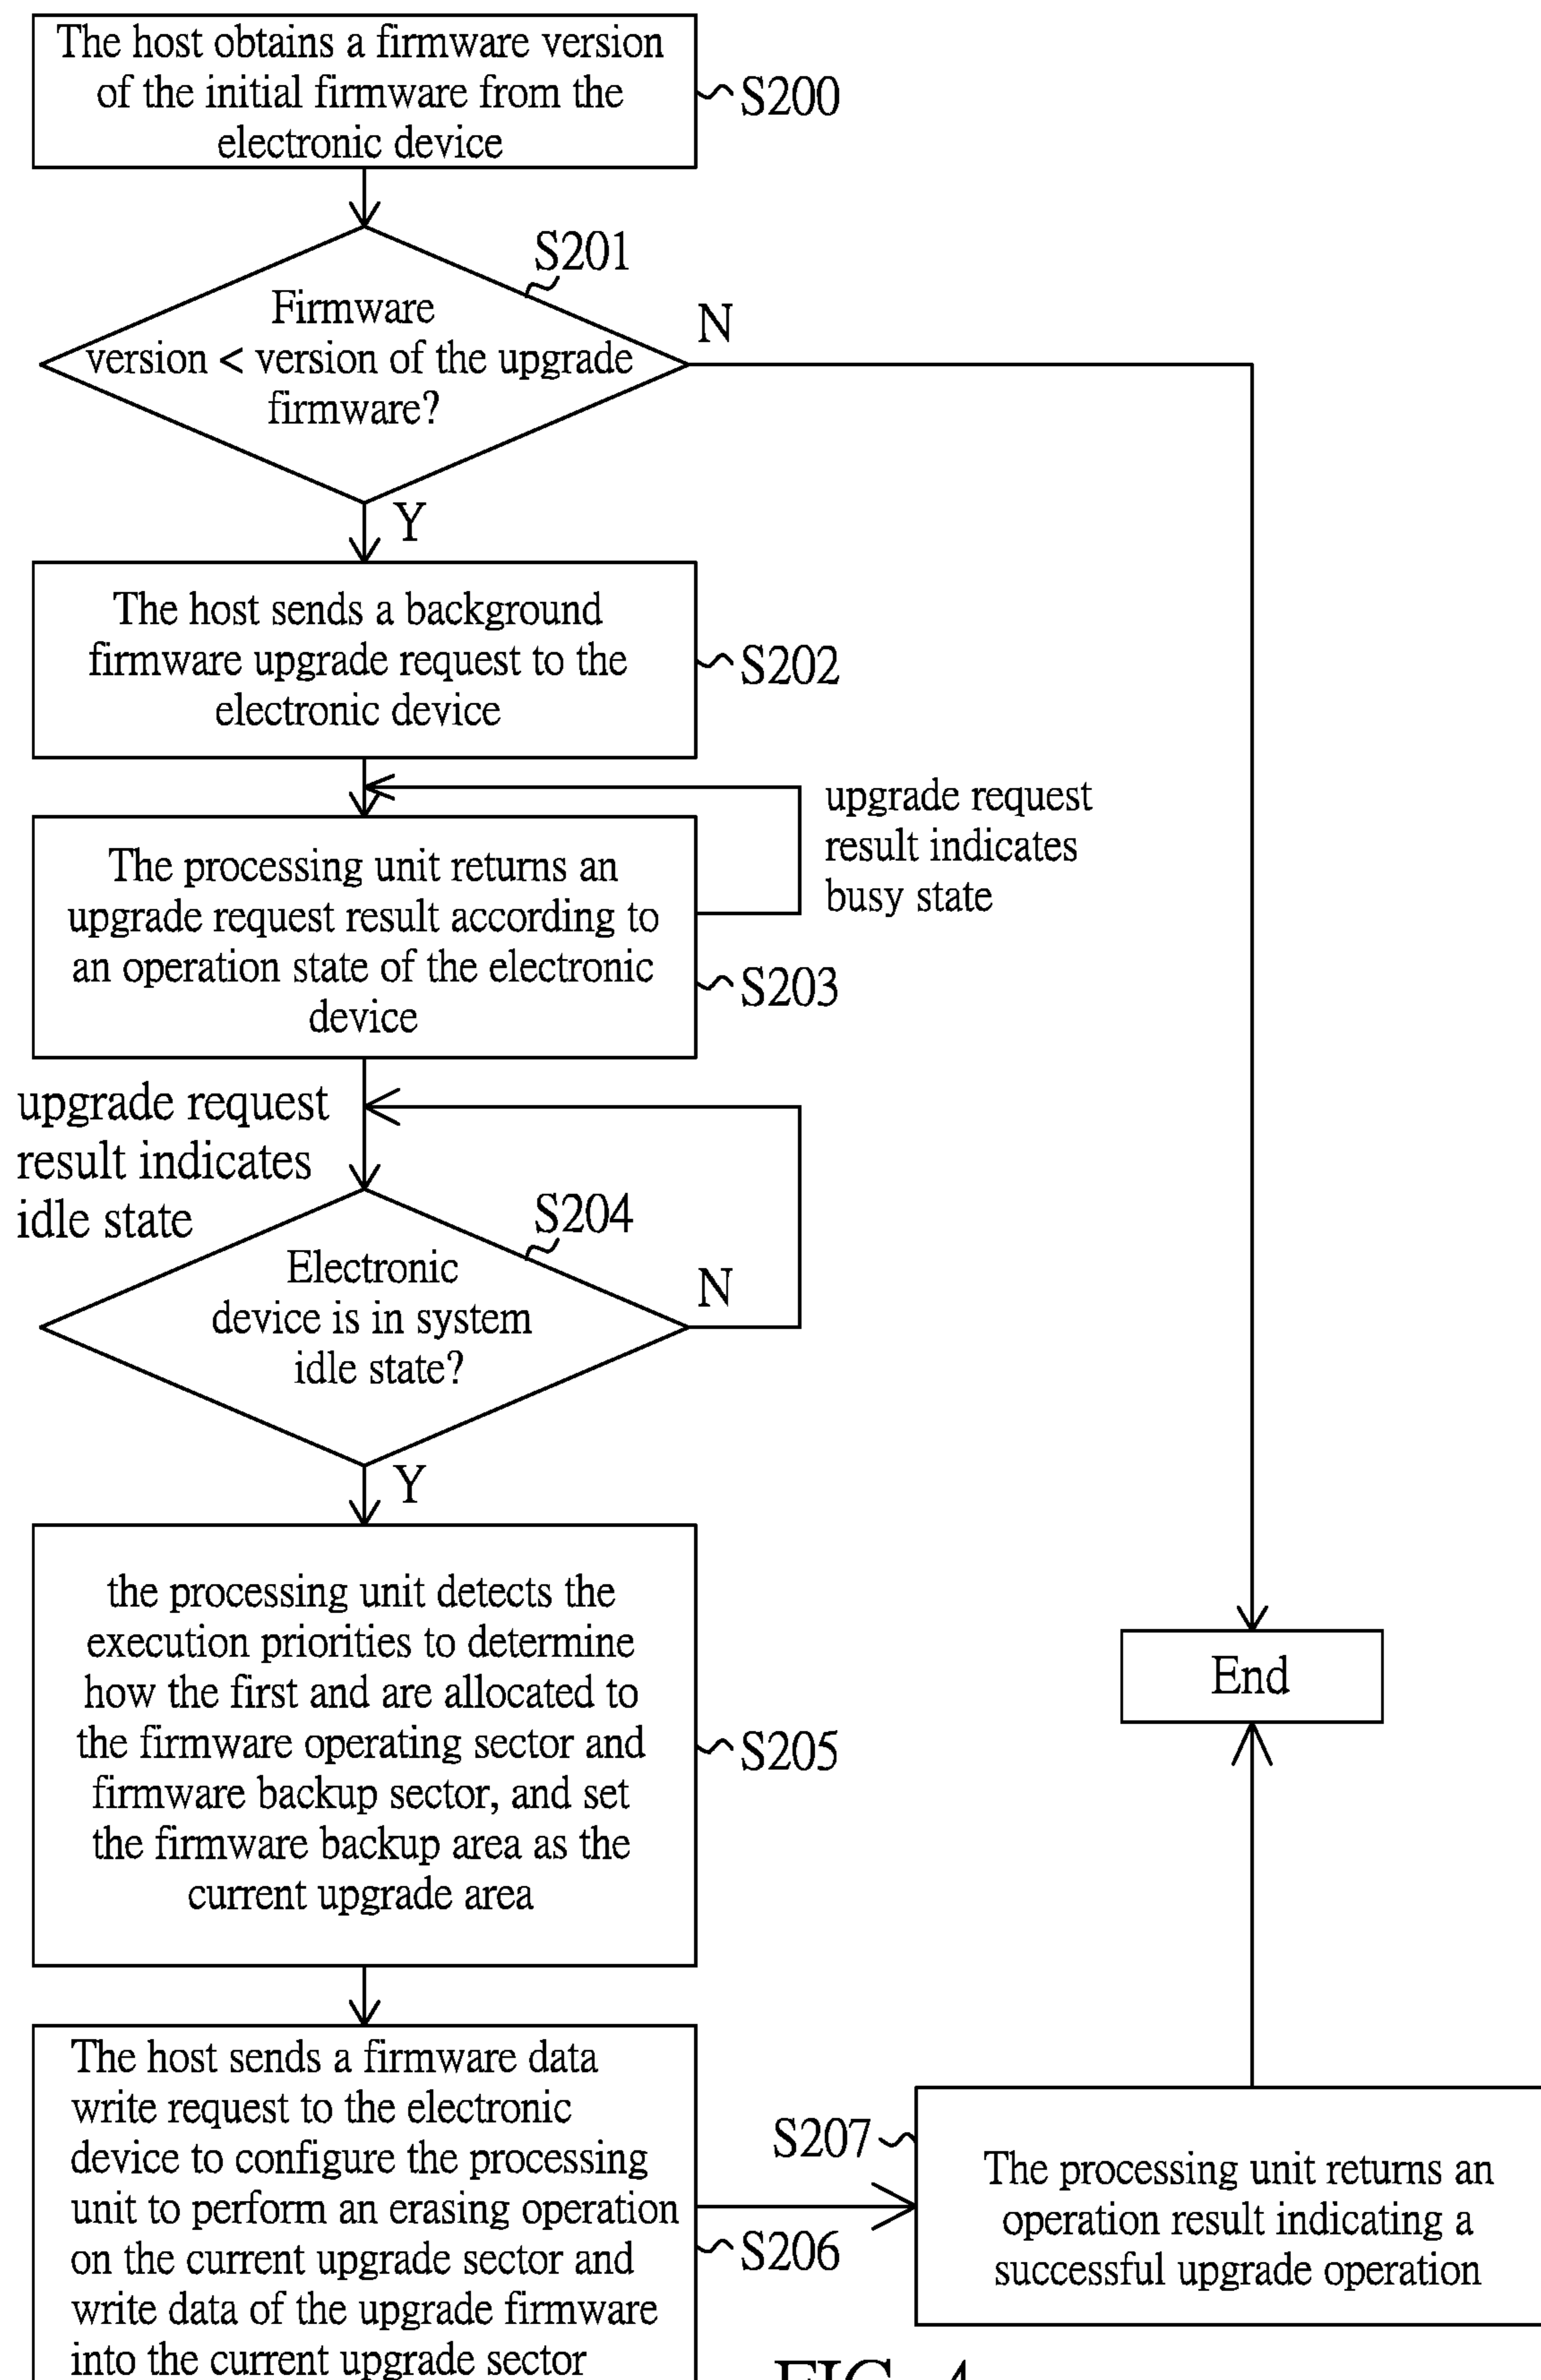 The host obtains a firmware version
of the initial firmware from the
electronic device
S200
S201
Firmware
version < version of the upgrade
firmware?
N
Y
The host sends a background
firmware upgrade request to the
electronic device
S202
upgrade request
result indicates
busy state
The processing unit returns an
upgrade request result according to
an operation state of the electronic
device
S203
upgrade request
result indicates
idle state
S204
Electronic
device is in system
idle state?
N
Y
the processing unit detects the
execution priorities to determine
how the first and are allocated to
the firmware operating sector and
firmware backup sector, and set
the firmware backup area as the
current upgrade area
S205
End
The host sends a firmware data
write request to the electronic
device to configure the processing
unit to perform an erasing operation
on the current upgrade sector and
write data of the upgrade firmware
into the current upgrade sector
S206
S207
The processing unit returns an
operation result indicating a
successful upgrade operation
FIG. 4